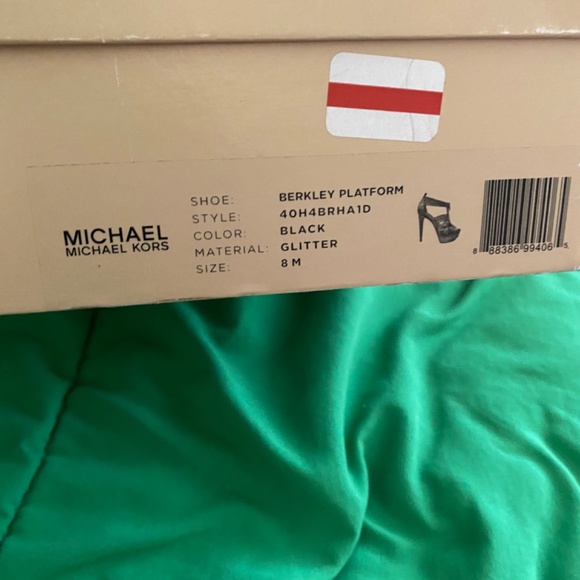 MICHAEL
MICHAEL KORS
SHOE: BERKLEY PLATFORM
STYLE: 40H4BRHA1D
COLOR: BLACK
MATERIAL: GLITTER
SIZE: 8 M
8 88386 99406 5